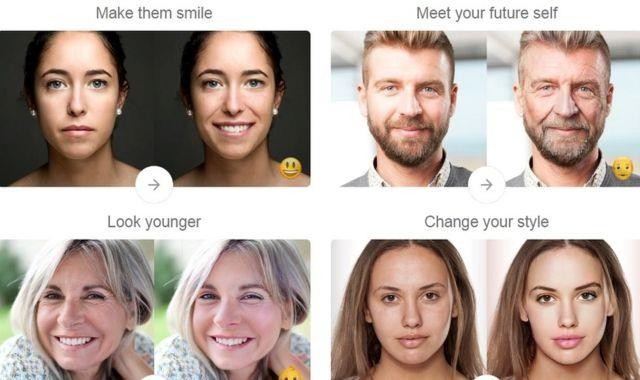 Make them smile
Meet your future self
Look younger
Change your style